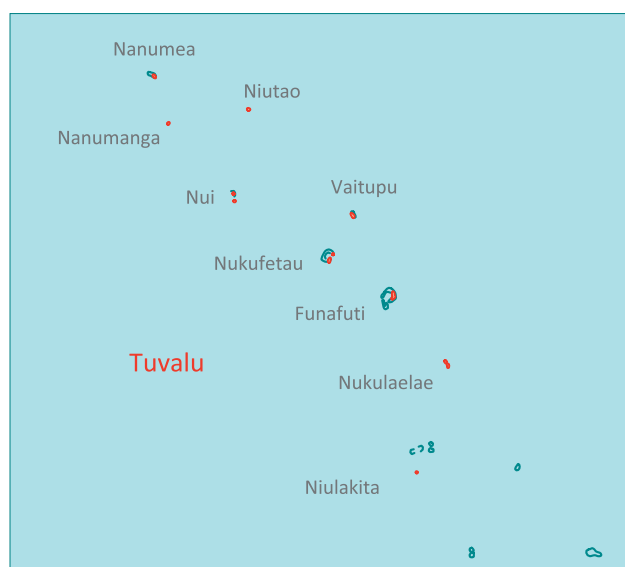 Nanumea
Niutao
Nanumanga
Nui
Vaitupu
Nukufetau
Funafuti
Tuvalu
Nukulaelae
Niulakita